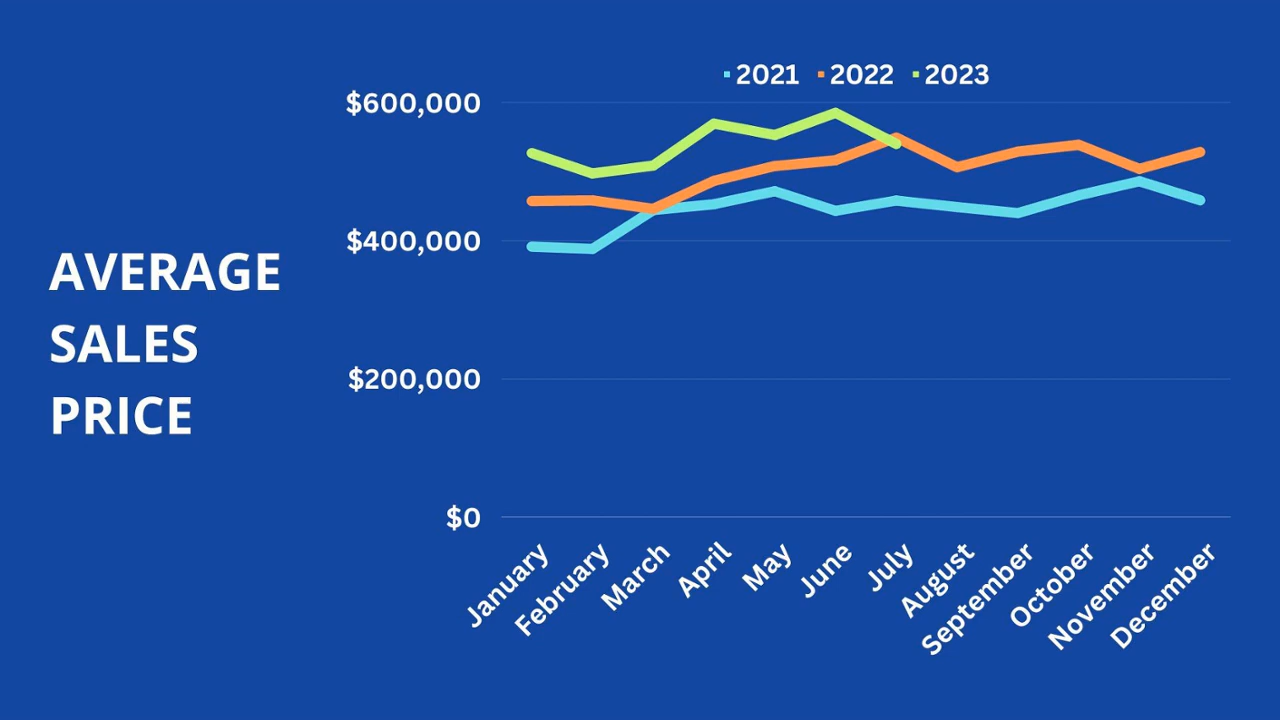 2021 2022 2023
$600,000
$400,000
$200,000
$0
AVERAGE
SALES
PRICE
January
February
March
April
May
June
July
August
September
October
November
December